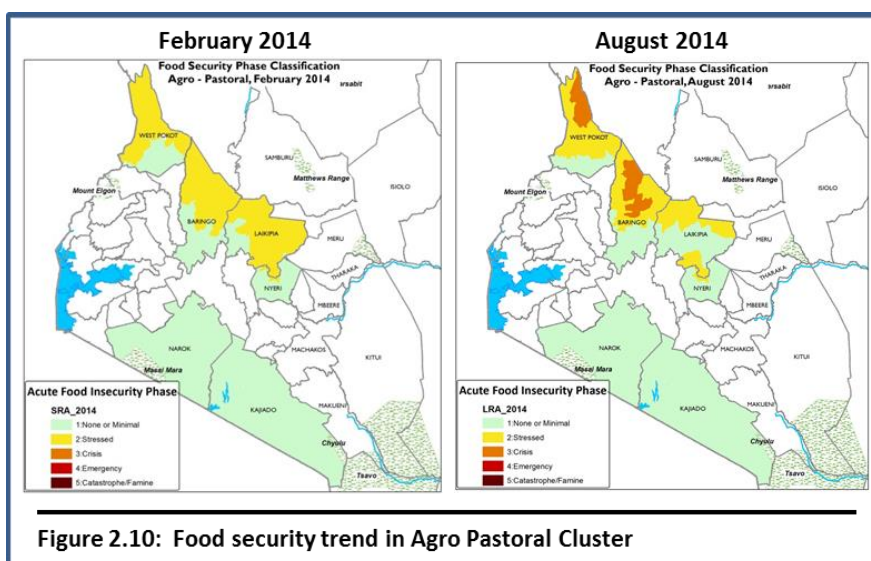 February 2014
Food Security Phase Classification
Agro - Pastoral, February 2014
rsabit
WEST POKOT
SAMBURU
Matthews Range
Mount Elgon
ISIOLO
BARINGO
LAIKIPIA
MERU
THARAKA
NYERI
MBEERE
NAROK
MACHAKOS
KITUI
Masai Mara
KAJIADO
MAKUENI
Chyulu
Tsavo
Acute Food Insecurity Phase
SRA_2014
1:None or Minimal
2:Stressed
3:Crisis
4:Emergency
5:Catastrophe/Famine
August 2014
Food Security Phase Classification
Agro - Pastoral, August 2014
rsabit
WEST POKOT
SAMBURU
Matthews Range
Mount Elgon
ISIOLO
BARINGO
LAIKIPIA
MERU
THARAKA
NYERI
MBEERE
NAROK
MACHAKOS
KITUI
Masai Mara
KAJIADO
MAKUENI
Chyulu
Tsavo
Acute Food Insecurity Phase
LRA_2014
1:None or Minimal
2:Stressed
3:Crisis
4:Emergency
5:Catastrophe/Famine
Figure 2.10: Food security trend in Agro Pastoral Cluster